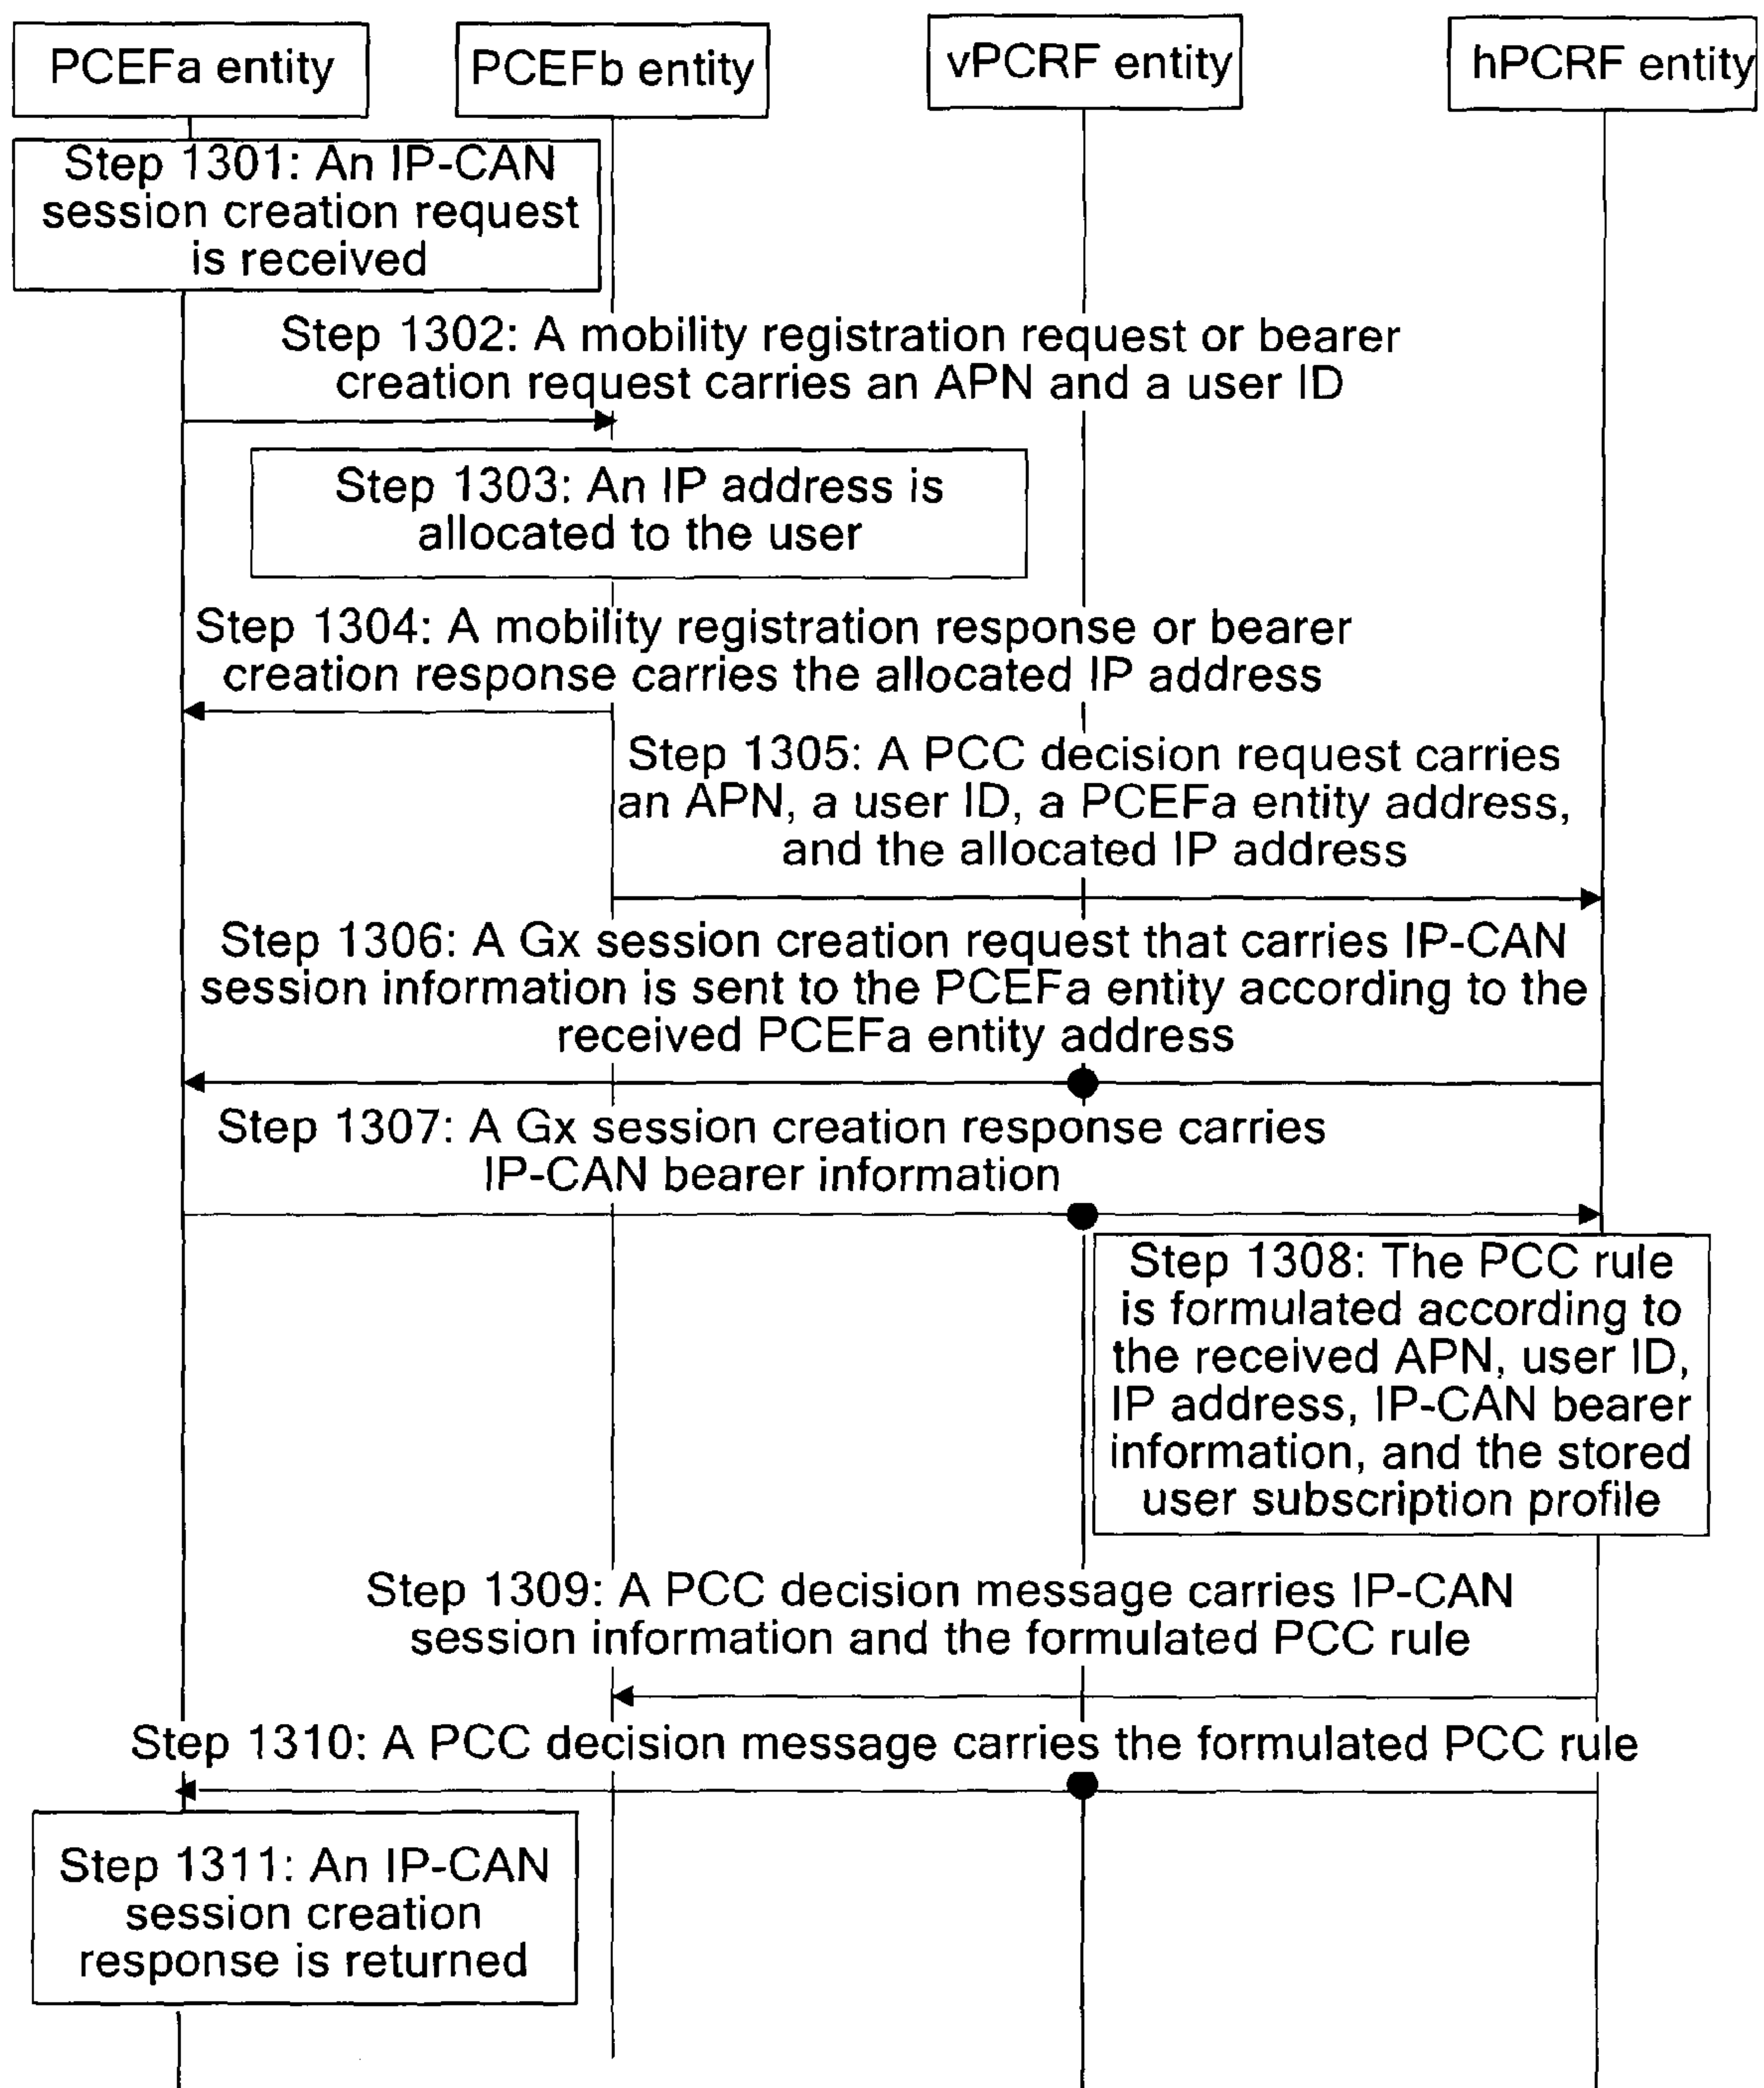 PCEFa entity
PCEFb entity
vPCRF entity
hPCRF entity
Step 1301: An IP-CAN
session creation request
is received
Step 1302: A mobility registration request or bearer
creation request carries an APN and a user ID
Step 1303: An IP address is
allocated to the user
Step 1304: A mobility registration response or bearer
creation response carries the allocated IP address
Step 1305: A PCC decision request carries
an APN, a user ID, a PCEFa entity address,
and the allocated IP address
Step 1306: A Gx session creation request that carries IP-CAN
session information is sent to the PCEFa entity according to the
received PCEFa entity address
Step 1307: A Gx session creation response carries
IP-CAN bearer information
Step 1308: The PCC rule
is formulated according to
the received APN, user ID,
IP address, IP-CAN bearer
information, and the stored
user subscription profile
Step 1309: A PCC decision message carries IP-CAN
session information and the formulated PCC rule
Step 1310: A PCC decision message carries the formulated PCC rule
Step 1311: An IP-CAN
session creation
response is returned